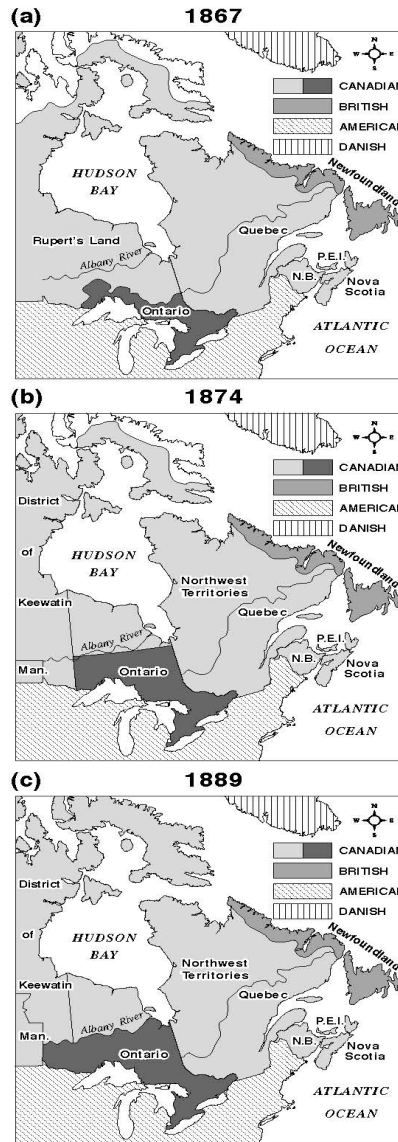 (a) 1867
N
W E
S
CANADIAN
BRITISH
AMERICAN
DANISH
HUDSON
BAY
Newfoundland
Rupert's Land
Quebec
Albany River
P.E.I.
N.B.
Nova
Scotia
Ontario
ATLANTIC
OCEAN
(b) 1874
N
W E
S
CANADIAN
BRITISH
AMERICAN
DANISH
District
of
Keewatin
HUDSON
BAY
Newfoundland
Northwest
Territories
Quebec
Albany River
P.E.I.
Man.
Ontario
N.B.
Nova
Scotia
ATLANTIC
OCEAN
(c) 1889
N
W E
S
CANADIAN
BRITISH
AMERICAN
DANISH
District
of
Keewatin
HUDSON
BAY
Newfoundland
Northwest
Territories
Quebec
Albany River
P.E.I.
Man.
Ontario
N.B.
Nova
Scotia
ATLANTIC
OCEAN